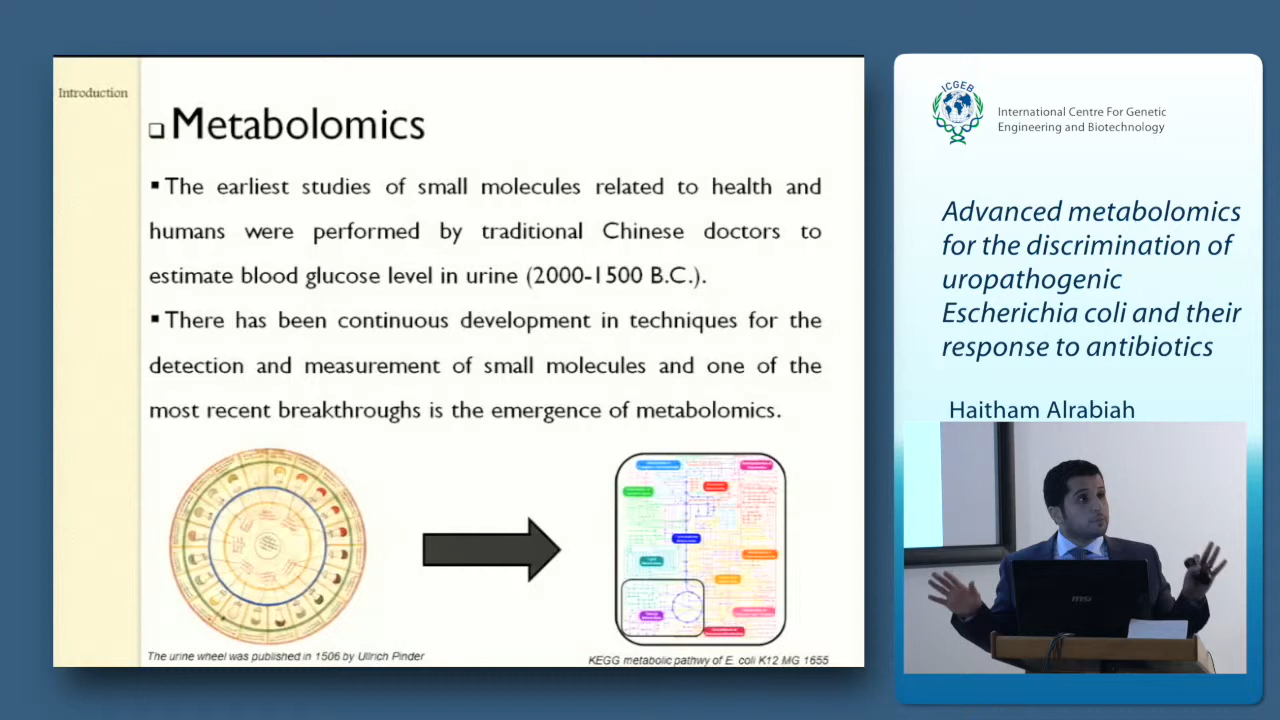 Introduction
Metabolomics
The earliest studies of small molecules related to health and
humans were performed by traditional Chinese doctors to
estimate blood glucose level in urine (2000-1500 B.C.).
There has been continuous development in techniques for the
detection and measurement of small molecules and one of the
most recent breakthroughs is the emergence of metabolomics.
The urine wheel was published in 1506 by Ullrich Pinder
KEGG metabolic pathwy of E. coli K12 MG 1655
ICGEB
International Centre For Genetic
Engineering and Biotechnology
Advanced metabolomics
for the discrimination of
uropathogenic
Escherichia coli and their
response to antibiotics
Haitham Alrabiah
msi